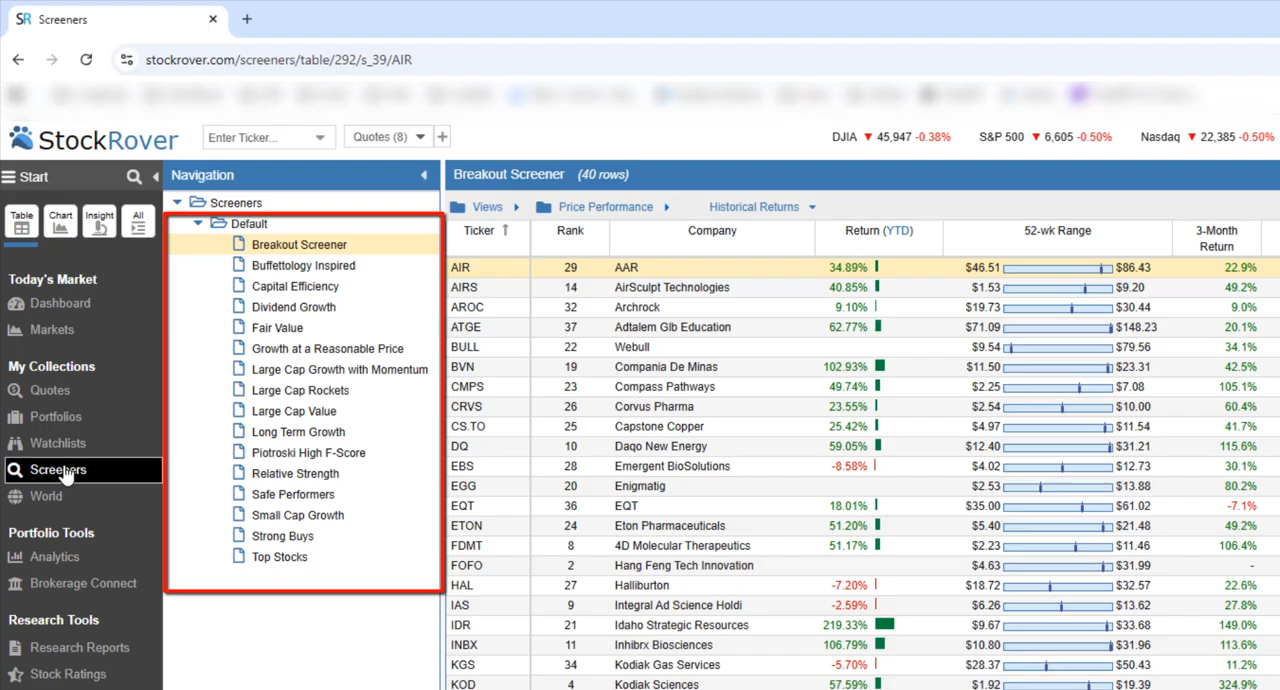 SR Screeners
stockrover.com/screeners/table/292/s_39/AIR
StockRover
Enter Ticker...
Quotes (8)
DJIA ▼ 45,947 -0.38% S&P 500 ▼ 6,605 -0.50% Nasdaq ▼ 22,385 -0.50%
Start
Table Chart Insight All
Today's Market
Dashboard
Markets
My Collections
Quotes
Portfolios
Watchlists
Screeners
World
Portfolio Tools
Analytics
Brokerage Connect
Research Tools
Research Reports
Stock Ratings
Navigation
Screeners
Default
Breakout Screener
Buffettology Inspired
Capital Efficiency
Dividend Growth
Fair Value
Growth at a Reasonable Price
Large Cap Growth with Momentum
Large Cap Rockets
Large Cap Value
Long Term Growth
Piotroski High F-Score
Relative Strength
Safe Performers
Small Cap Growth
Strong Buys
Top Stocks
Breakout Screener (40 rows)
Views Price Performance Historical Returns
Ticker Rank Company Return (YTD) 52-wk Range 3-Month Return
AIR 29 AAR 34.89% $46.51 $86.43 22.9%
AIRS 14 AirSculpt Technologies 40.85% $1.53 $9.20 49.2%
AROC 32 Archrock 9.10% $19.73 $30.44 9.0%
ATGE 37 Adtalem Glb Education 62.77% $71.09 $148.23 20.1%
BULL 22 Webull $9.54 $79.56 34.1%
BVN 19 Compania De Minas 102.93% $11.50 $23.31 42.5%
CMPS 23 Compass Pathways 49.74% $2.25 $7.08 105.1%
CRVS 26 Corvus Pharma 23.55% $2.54 $10.00 60.4%
CS.TO 25 Capstone Copper 25.42% $4.97 $11.54 41.7%
DQ 10 Daqo New Energy 59.05% $12.40 $31.21 115.6%
EBS 28 Emergent BioSolutions -8.58% $4.02 $12.73 30.1%
EGG 20 Enigmatig $2.53 $13.88 80.2%
EQT 36 EQT 18.01% $35.00 $61.02 -7.1%
ETON 24 Eton Pharmaceuticals 51.20% $5.40 $21.48 49.2%
FDMT 8 4D Molecular Therapeutics 51.17% $2.23 $11.46 106.4%
FOFO 2 Hang Feng Tech Innovation $4.63 $31.99 -
HAL 27 Halliburton -7.20% $18.72 $32.57 22.6%
IAS 9 Integral Ad Science Holdi -2.59% $6.26 $13.62 27.8%
IDR 21 Idaho Strategic Resources 219.33% $9.67 $33.68 149.0%
INBX 11 Inhibrx Biosciences 106.79% $10.80 $31.96 113.6%
KGS 34 Kodiak Gas Services -5.70% $28.37 $50.43 11.2%
KOD 4 Kodiak Sciences 57.59% $1.92 $19.39 324.9%